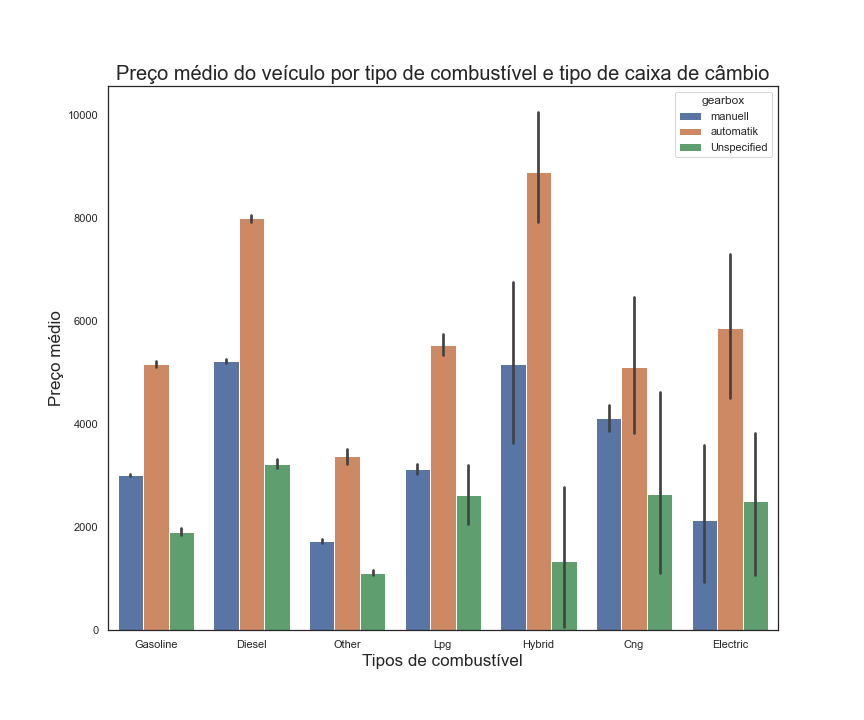 Preço médio do veículo por tipo de combustível e tipo de caixa de câmbio
gearbox
manuell
automatik
Unspecified
Preço médio
10000
8000
6000
4000
2000
0
Gasoline Diesel Other Lpg Hybrid Cng Electric
Tipos de combustível